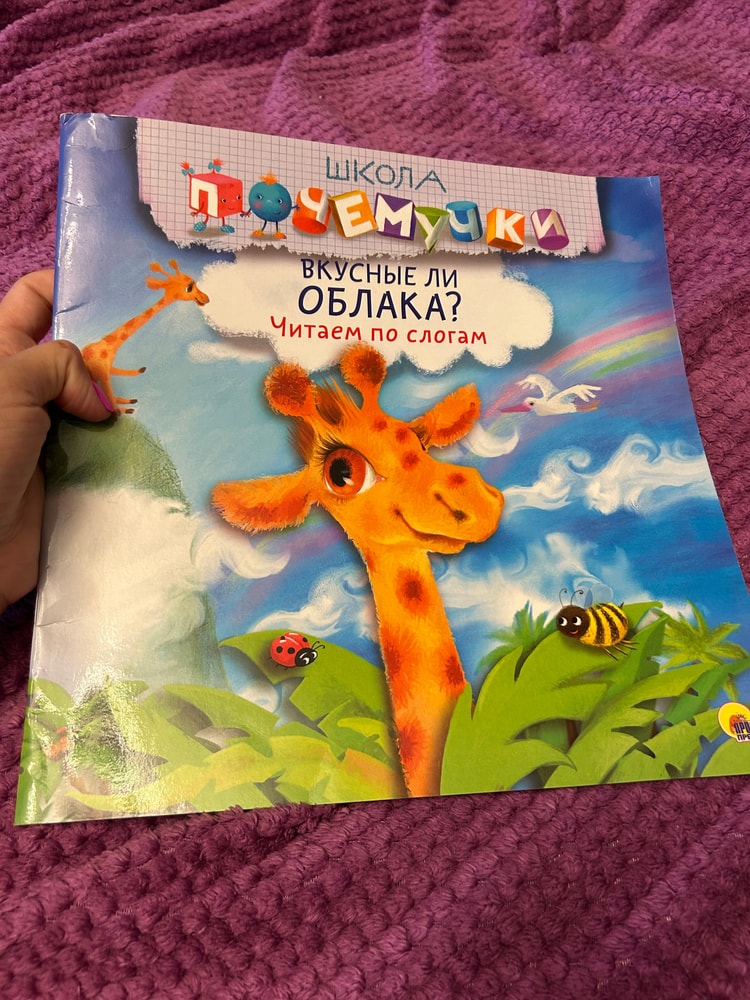 ШКОЛА
ПОЧЕМУЧКИ
ВКУСНЫЕ ЛИ
ОБЛАКА?
Читаем по слогам